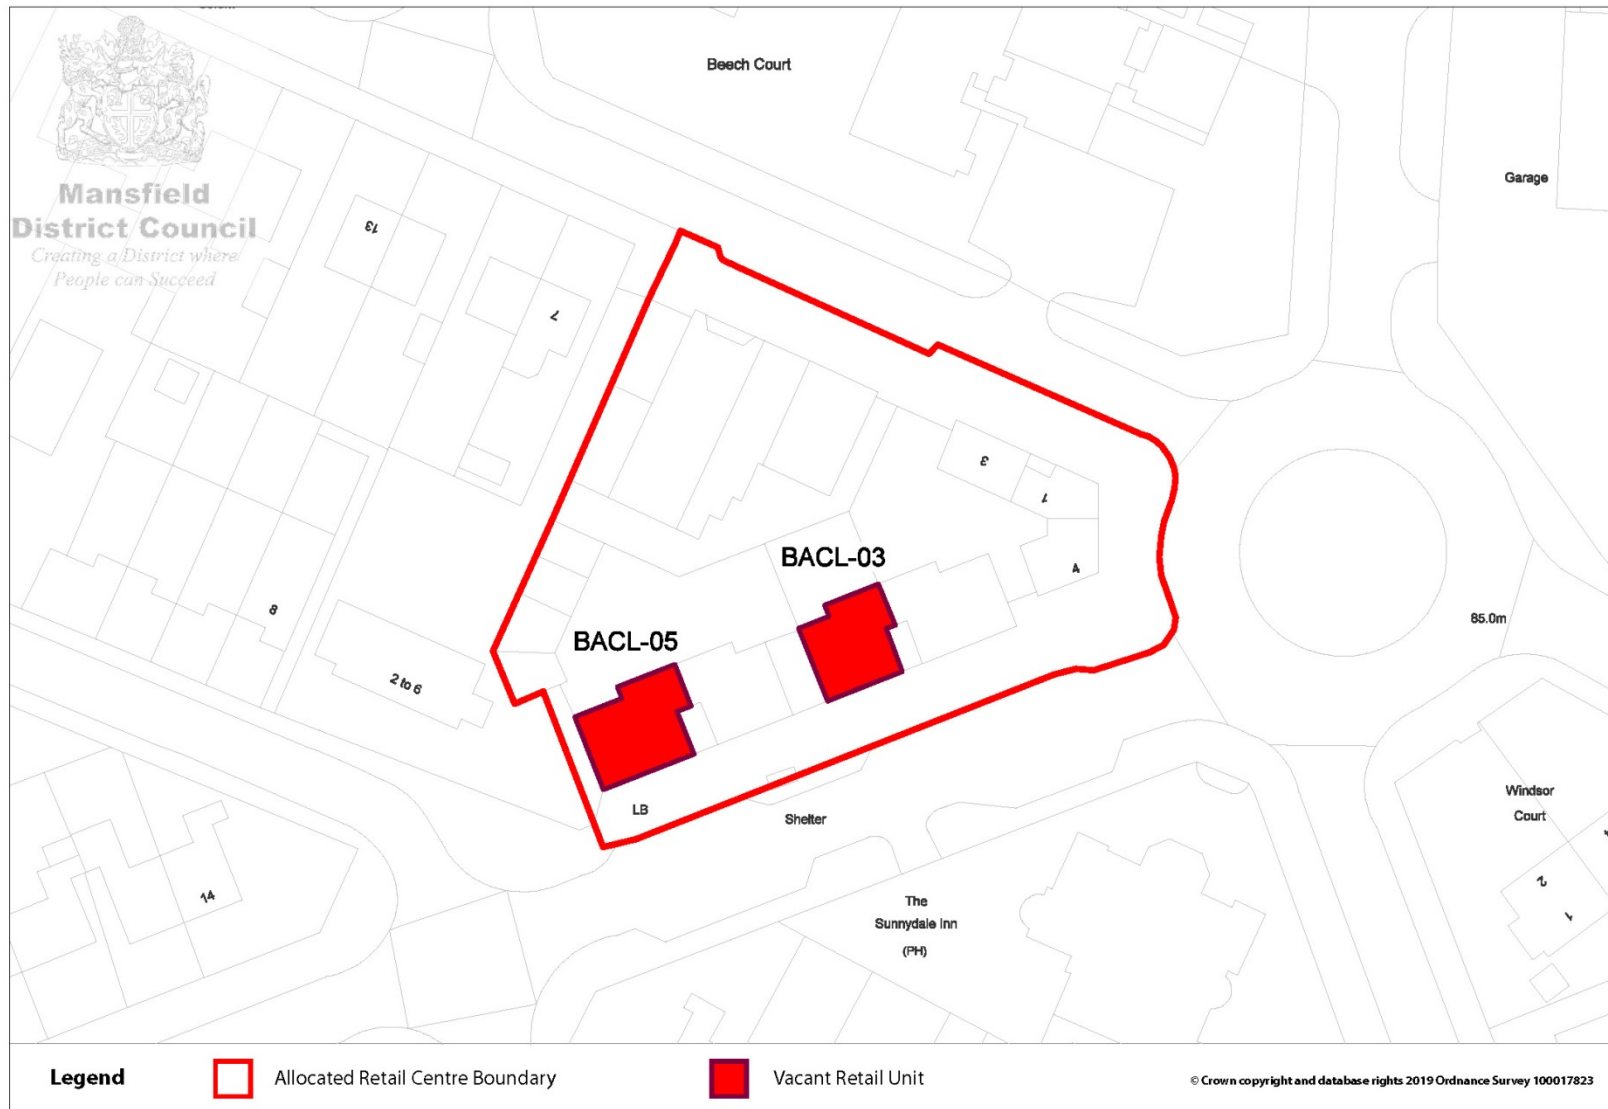 Beech Court
Garage
Mansfield
District Council
Creating a District where
People can Succeed
13
7
3
1
4
BACL-03
BACL-05
8
2 to 6
85.0m
LB
Shelter
Windsor
Court
14
The
Sunnydale Inn
(PH)
2
1
Legend
Allocated Retail Centre Boundary
Vacant Retail Unit
© Crown copyright and database rights 2019 Ordnance Survey 100017823